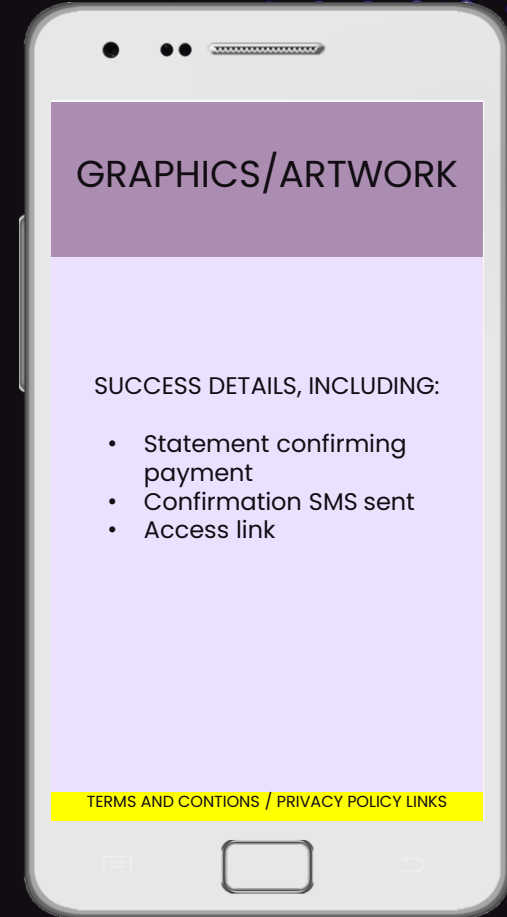 GRAPHICS/ARTWORK
SUCCESS DETAILS, INCLUDING:
• Statement confirming
payment
• Confirmation SMS sent
• Access link
TERMS AND CONTIONS / PRIVACY POLICY LINKS